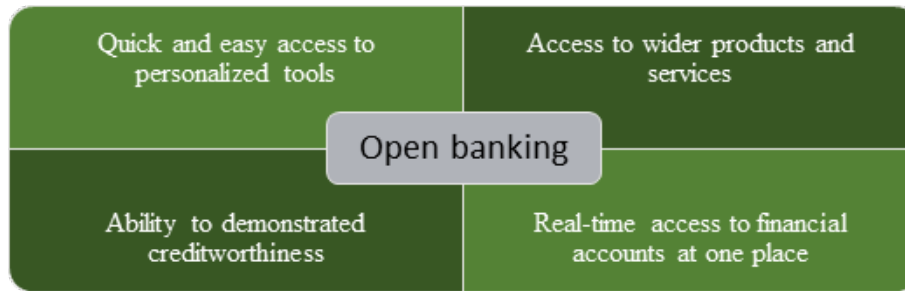 Quick and easy access to
personalized tools
Access to wider products and
services
Open banking
Ability to demonstrated
creditworthiness
Real-time access to financial
accounts at one place